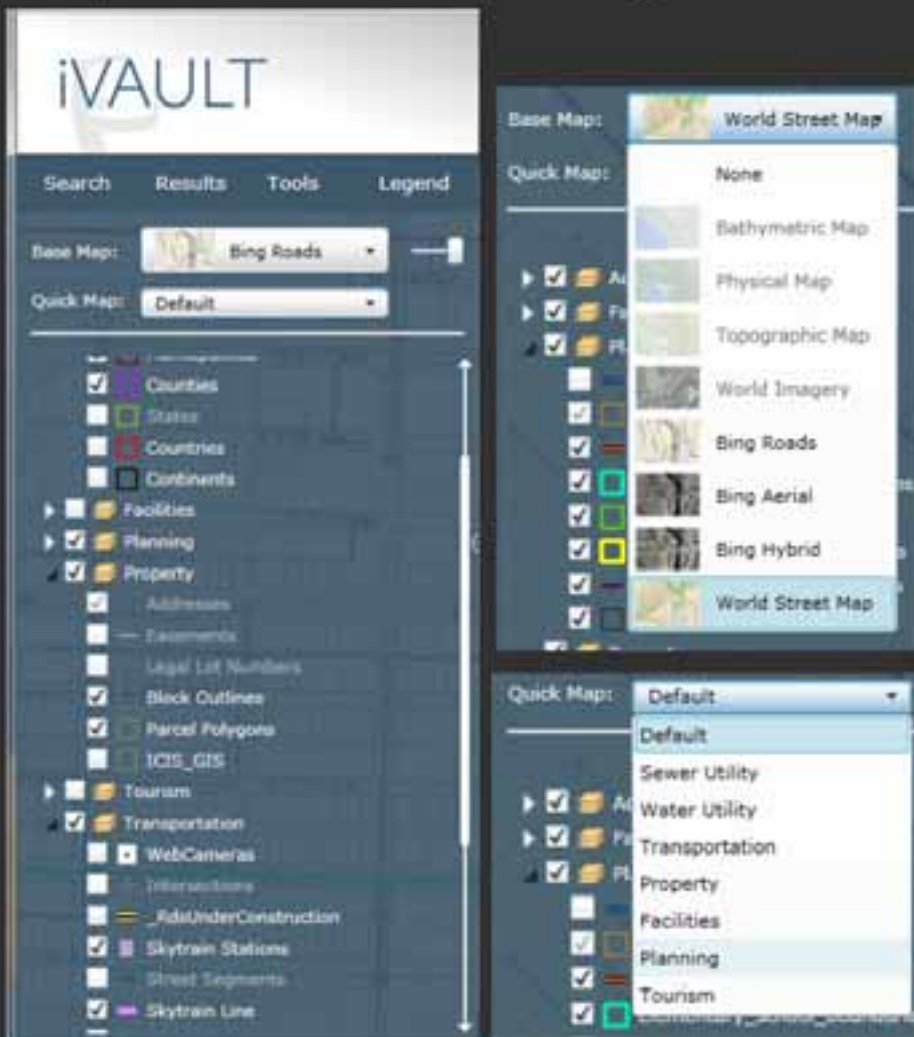 iVAULT
Search Results Tools Legend
Base Map: Bing Roads
Quick Map: Default
Counties
States
Countries
Continents
Facilities
Planning
Property
Addresses
Easements
Legal Lot Numbers
Block Outlines
Parcel Polygons
ICIS_GIS
Tourism
Transportation
WebCameras
Intersections
_RdsUnderConstruction
Skytrain Stations
Street Segments
Skytrain Line
Base Map: World Street Map
Quick Map:
None
Bathymetric Map
Physical Map
Topographic Map
World Imagery
Bing Roads
Bing Aerial
Bing Hybrid
World Street Map
Quick Map: Default
Default
Sewer Utility
Water Utility
Transportation
Property
Facilities
Planning
Tourism